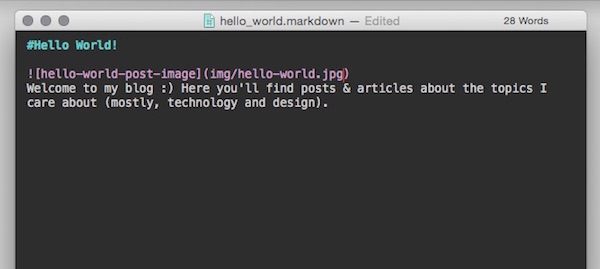 hello_world.markdown — Edited
28 Words
#Hello World!
![hello-world-post-image](img/hello-world.jpg)
Welcome to my blog :) Here you'll find posts & articles about the topics I
care about (mostly, technology and design).